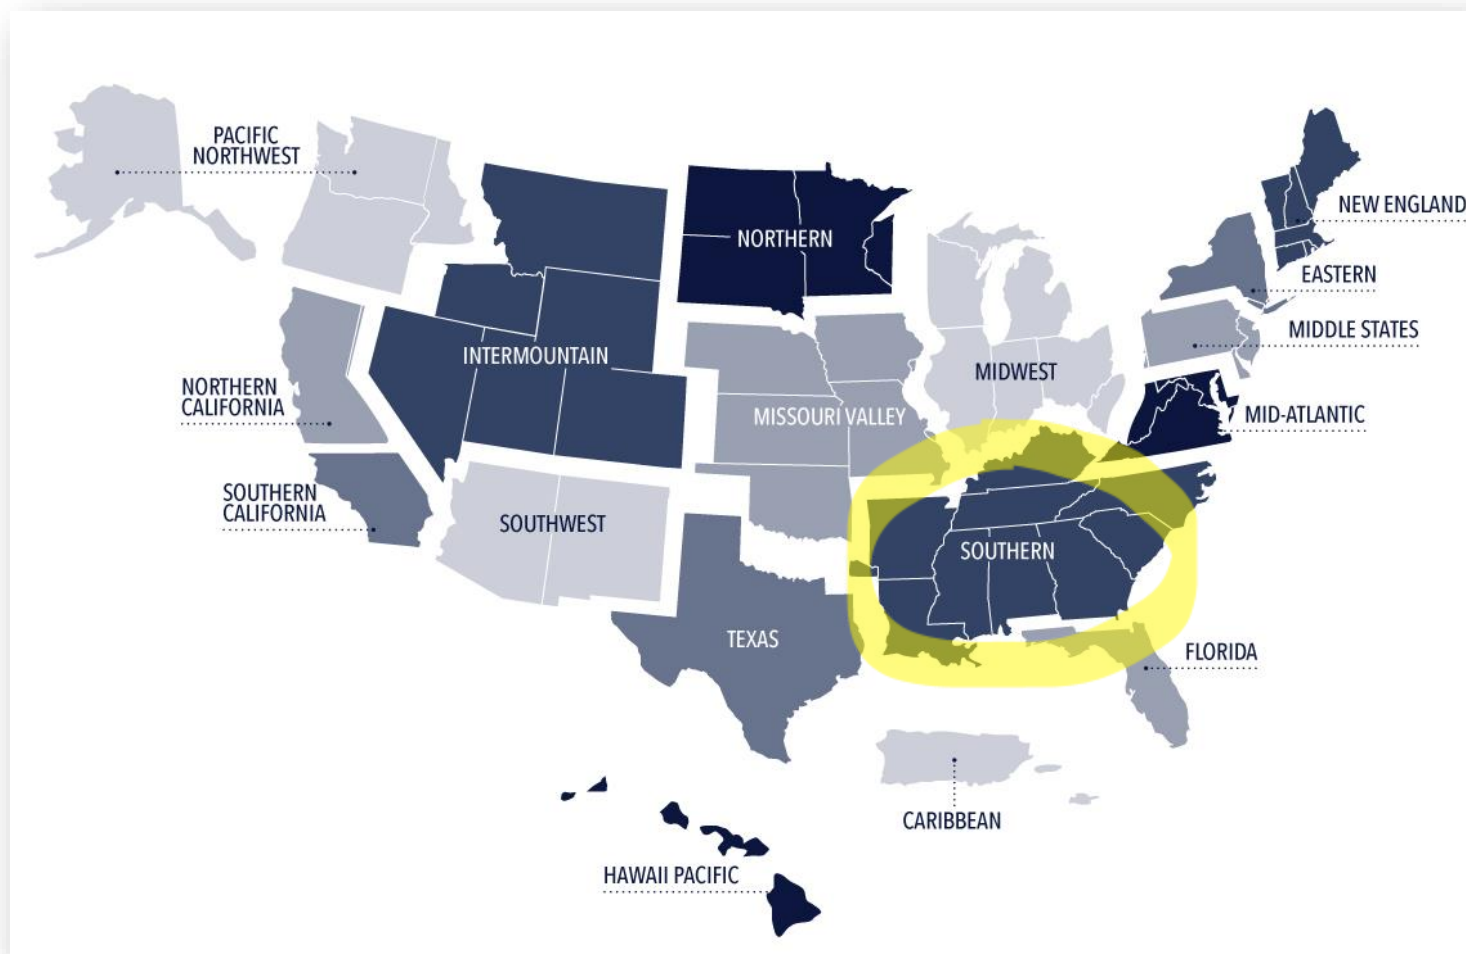 PACIFIC
NORTHWEST
NORTHERN
NEW ENGLAND
EASTERN
MIDDLE STATES
INTERMOUNTAIN
MIDWEST
NORTHERN
CALIFORNIA
MISSOURI VALLEY
MID-ATLANTIC
SOUTHERN
CALIFORNIA
SOUTHWEST
SOUTHERN
TEXAS
FLORIDA
CARIBBEAN
HAWAII PACIFIC